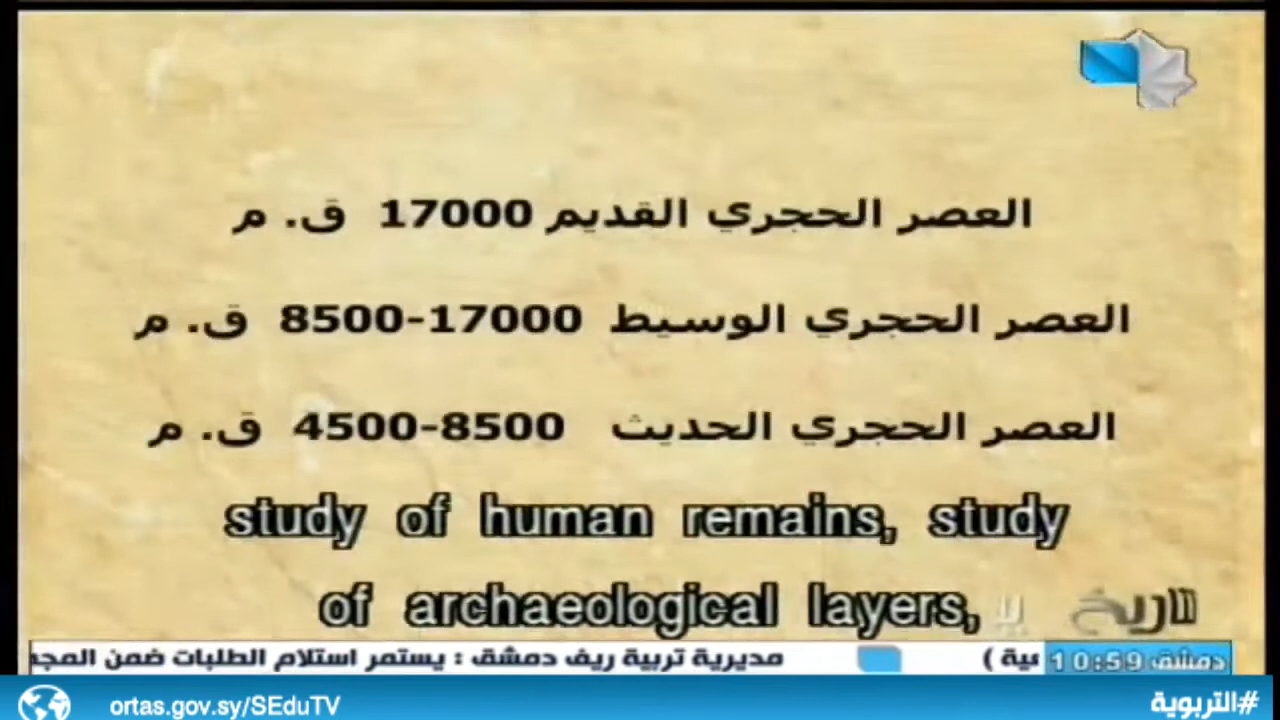 العصر الحجري القديم 17000 ق. م
العصر الحجري الوسيط 17000-8500 ق. م
العصر الحجري الحديث 8500-4500 ق. م
study of human remains, study
of archaeological layers,
تاريخ
دمشق 10:59
عية )
مديرية تربية ريف دمشق : يستمر استلام الطلبات ضمن
#التربوية
ortas.gov.sy/SEduTV